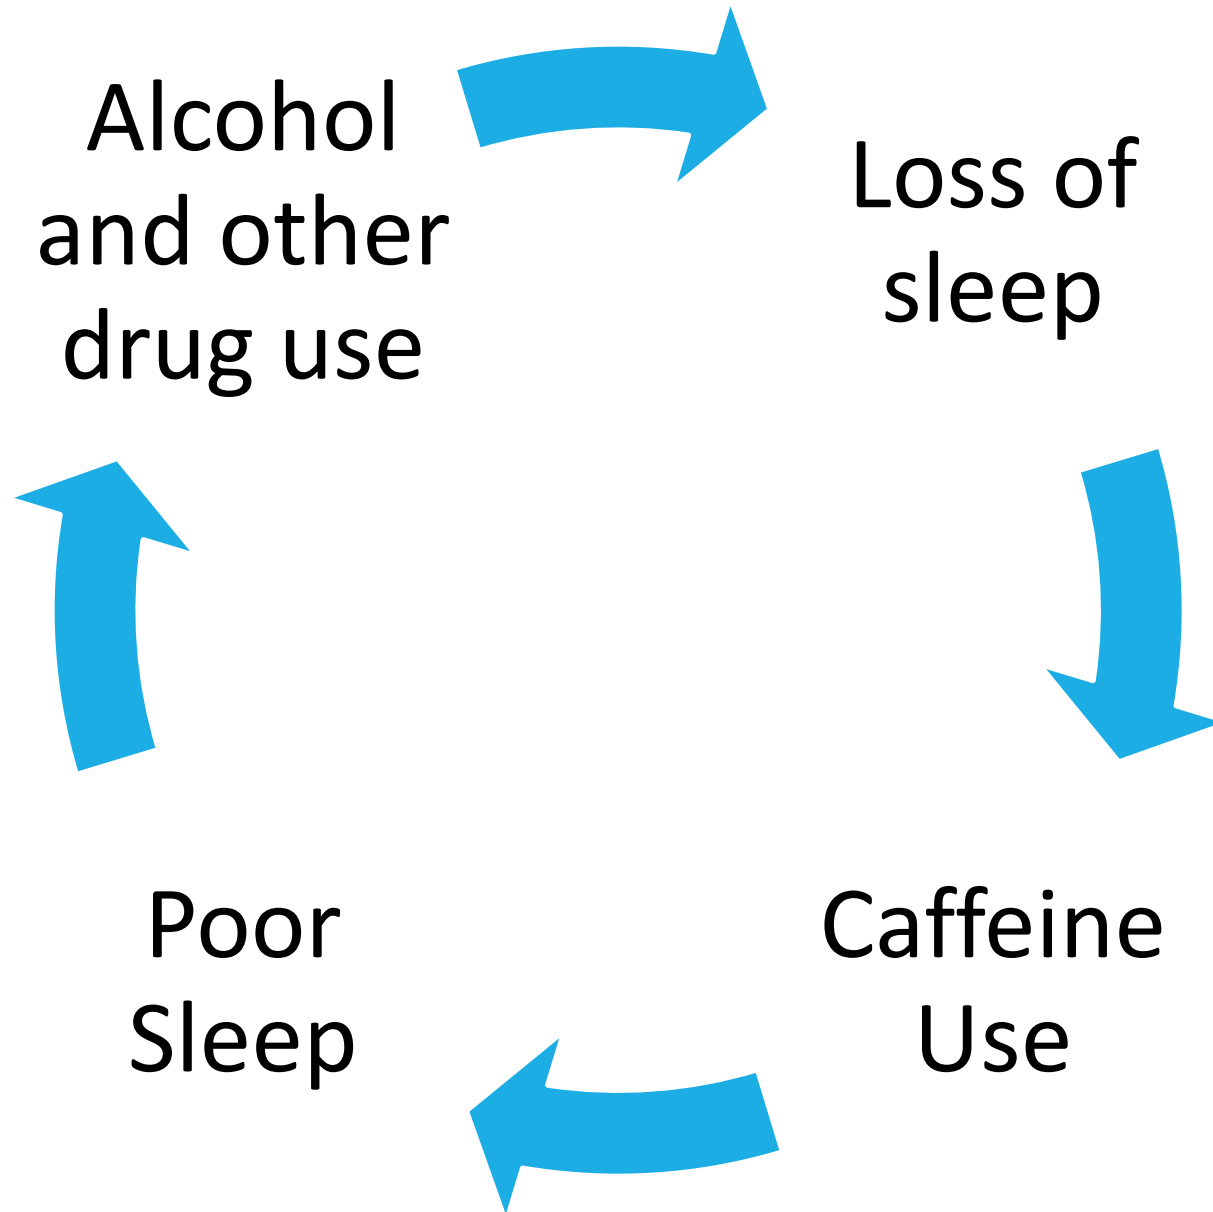 Alcohol
and other
drug use
Loss of
sleep
Caffeine
Use
Poor
Sleep